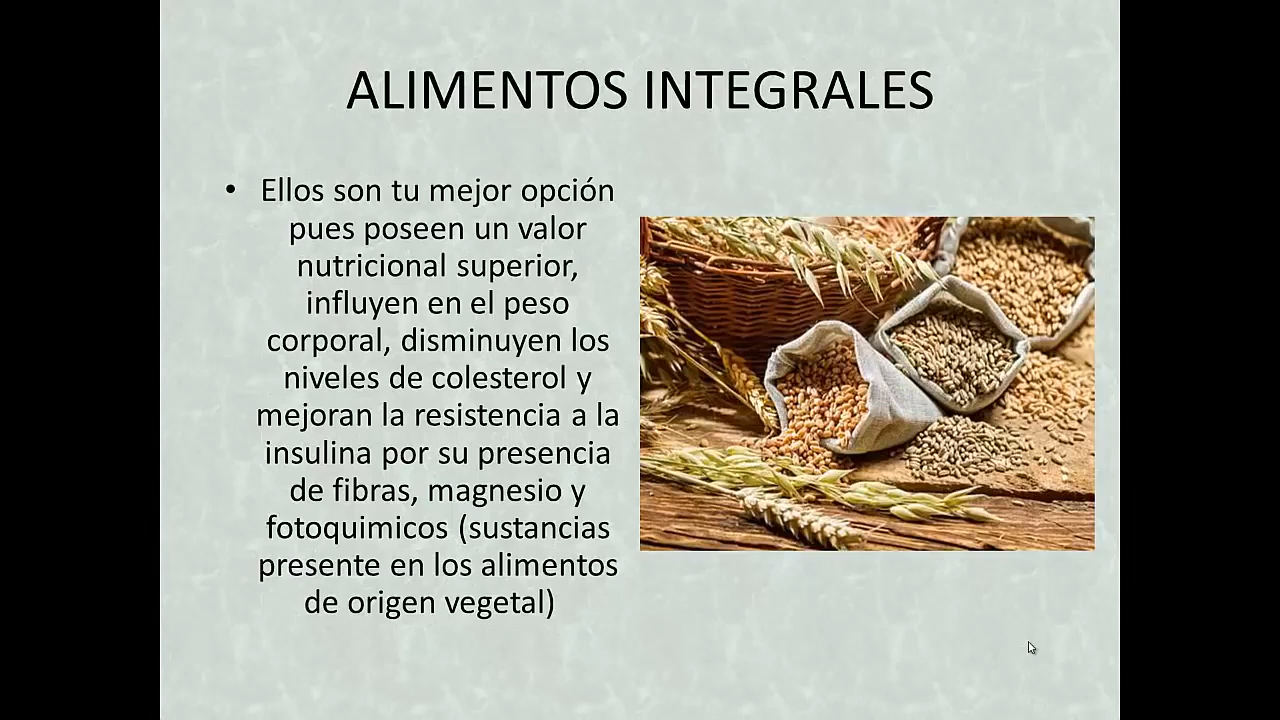 ALIMENTOS INTEGRALES
• Ellos son tu mejor opción
pues poseen un valor
nutricional superior,
influyen en el peso
corporal, disminuyen los
niveles de colesterol y
mejoran la resistencia a la
insulina por su presencia
de fibras, magnesio y
fotoquimicos (sustancias
presente en los alimentos
de origen vegetal)